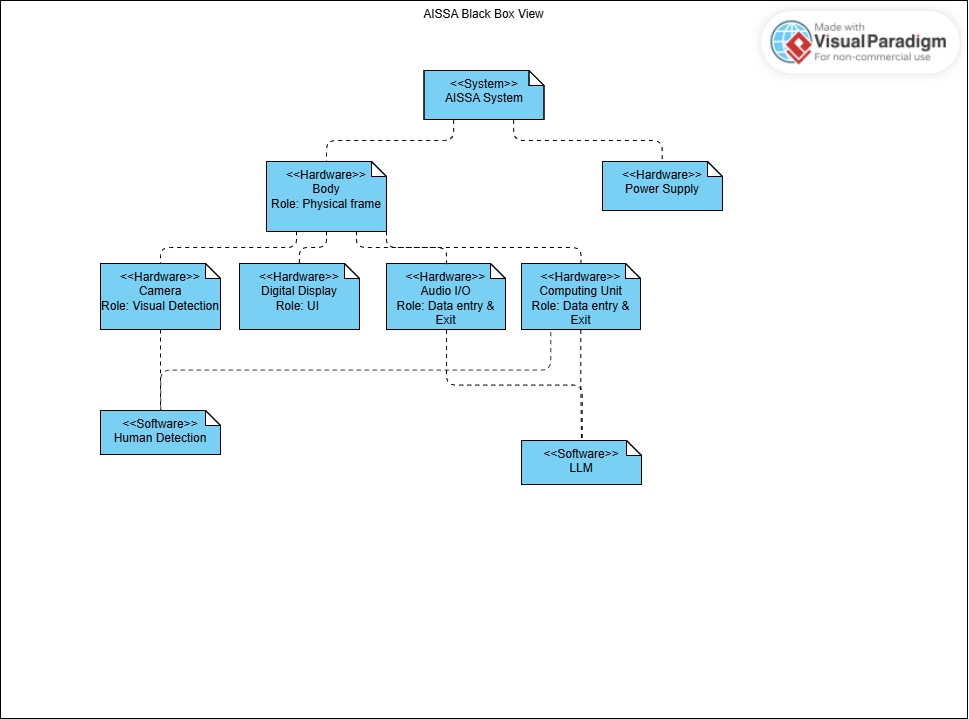 AISSA Black Box View
Made with
VisualParadigm
For non-commercial use
<<System>>
AISSA System
<<Hardware>>
Body
Role: Physical frame
<<Hardware>>
Power Supply
<<Hardware>>
Camera
Role: Visual Detection
<<Hardware>>
Digital Display
Role: UI
<<Hardware>>
Audio I/O
Role: Data entry &
Exit
<<Hardware>>
Computing Unit
Role: Data entry &
Exit
<<Software>>
Human Detection
<<Software>>
LLM